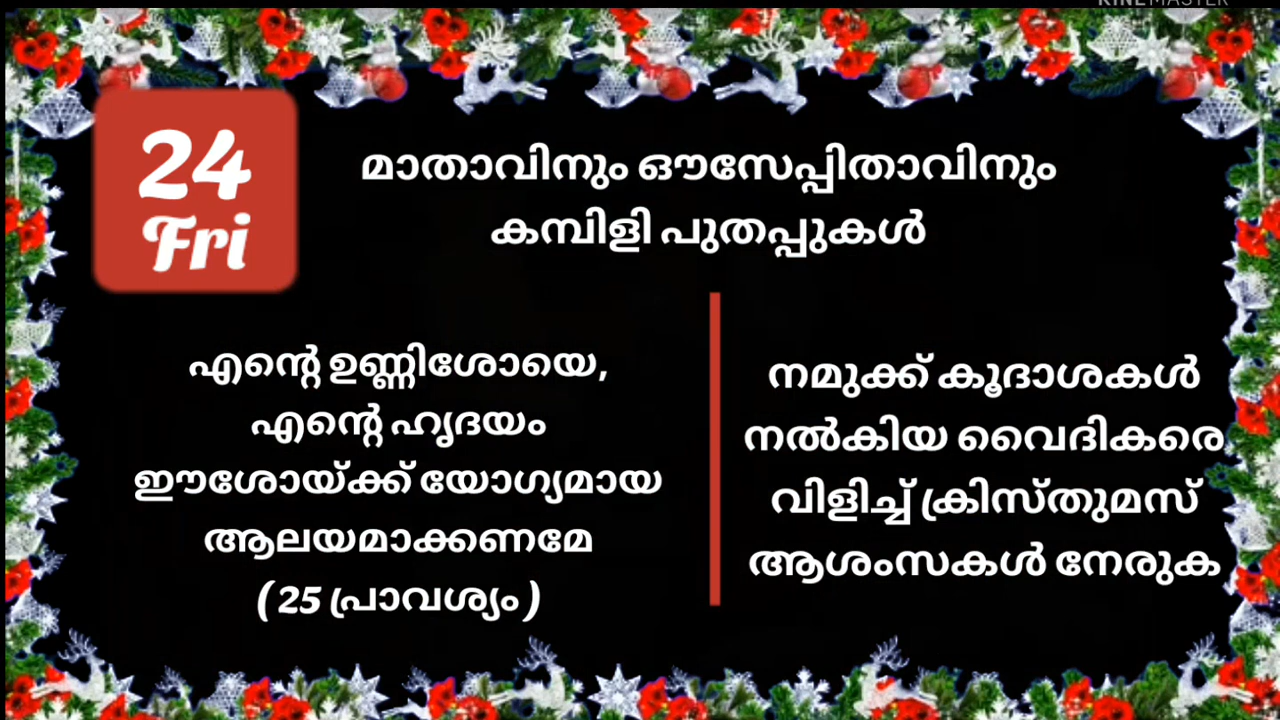 KINEMASTER
24
Fri
മാതാവിനും ഔസേപ്പിതാവിനും
കമ്പിളി പുതപ്പുകൾ
എന്റെ ഉണ്ണിശോയെ,
എന്റെ ഹൃദയം
ഈശോയ്ക്ക് യോഗ്യമായ
ആലയമാക്കണമേ
( 25 പ്രാവശ്യം )
നമുക്ക് കൂദാശകൾ
നൽകിയ വൈദികരെ
വിളിച്ച് ക്രിസ്തുമസ്
ആശംസകൾ നേരുക